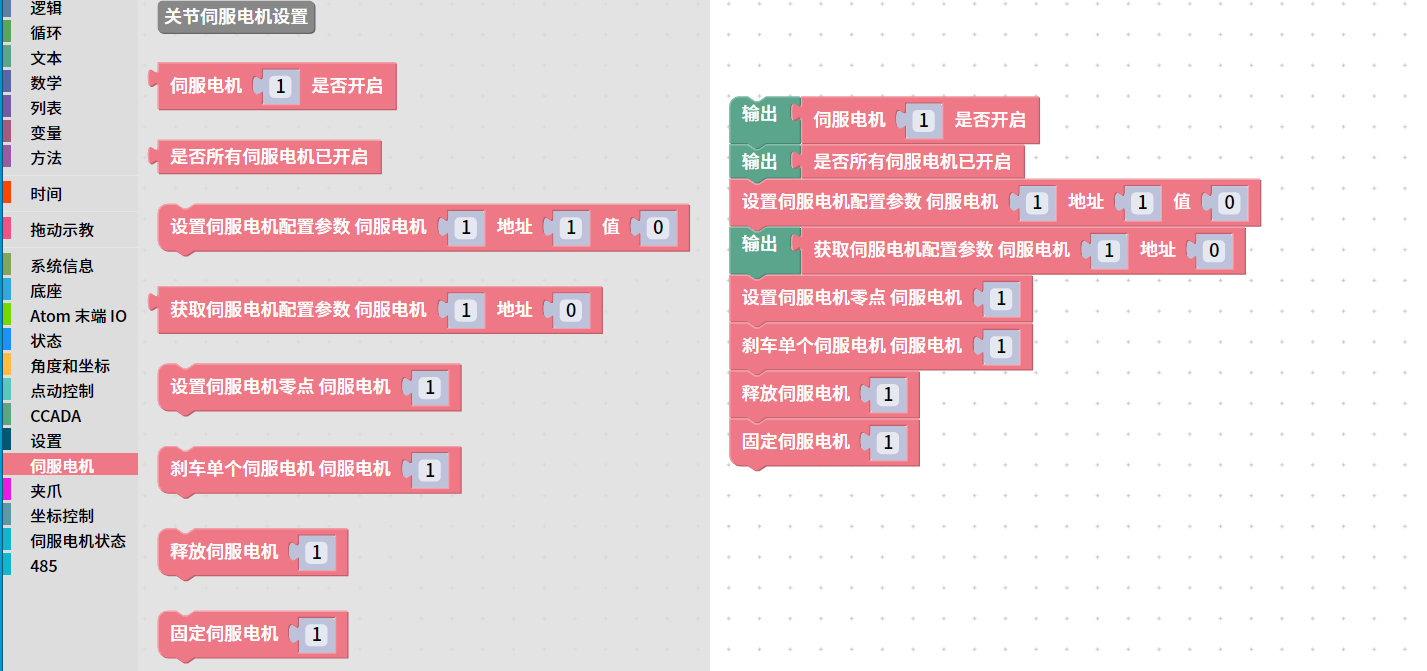 逻辑
循环
文本
数学
列表
变量
方法
时间
拖动示教
系统信息
底座
Atom 末端 IO
状态
角度和坐标
点动控制
CCADA
设置
伺服电机
夹爪
坐标控制
伺服电机状态
485
关节伺服电机设置
伺服电机 1 是否开启
是否所有伺服电机已开启
设置伺服电机配置参数 伺服电机 1 地址 1 值 0
获取伺服电机配置参数 伺服电机 1 地址 0
设置伺服电机零点 伺服电机 1
刹车单个伺服电机 伺服电机 1
释放伺服电机 1
固定伺服电机 1
输出 伺服电机 1 是否开启
输出 是否所有伺服电机已开启
设置伺服电机配置参数 伺服电机 1 地址 1 值 0
输出 获取伺服电机配置参数 伺服电机 1 地址 0
设置伺服电机零点 伺服电机 1
刹车单个伺服电机 伺服电机 1
释放伺服电机 1
固定伺服电机 1